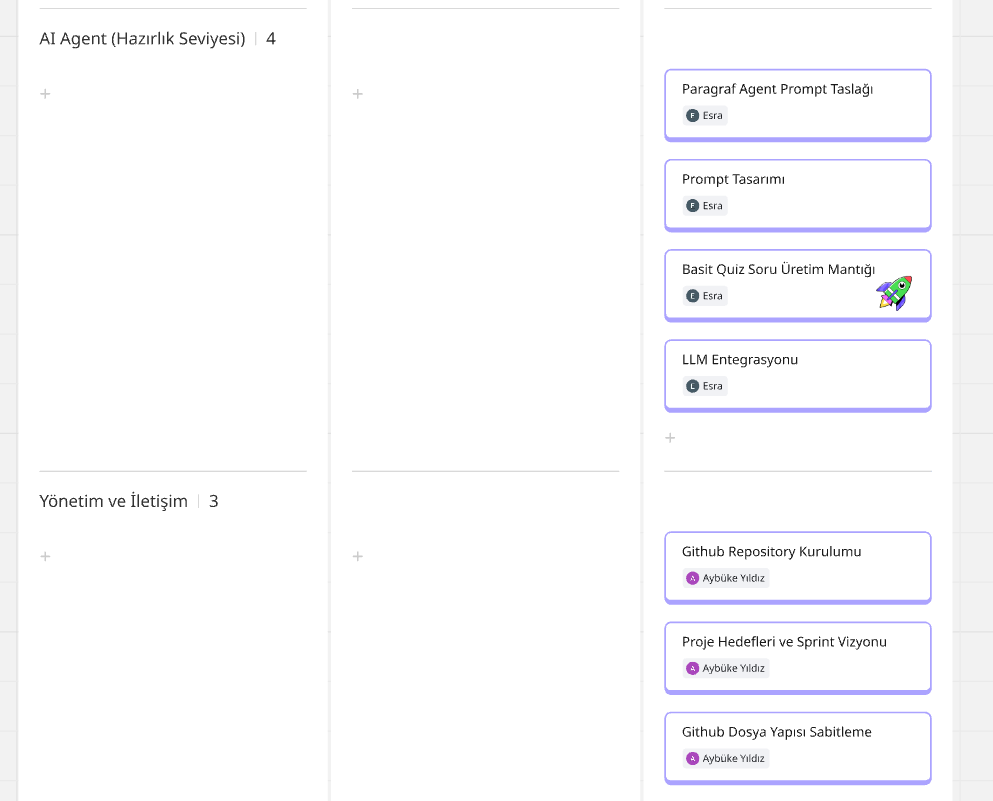 AI Agent (Hazırlık Seviyesi) | 4
+
+
Paragraf Agent Prompt Taslağı
F Esra
Prompt Tasarımı
F Esra
Basit Quiz Soru Üretim Mantığı
E Esra
LLM Entegrasyonu
E Esra
+
Yönetim ve İletişim | 3
+
+
Github Repository Kurulumu
A Aybüke Yıldız
Proje Hedefleri ve Sprint Vizyonu
A Aybüke Yıldız
Github Dosya Yapısı Sabitleme
A Aybüke Yıldız